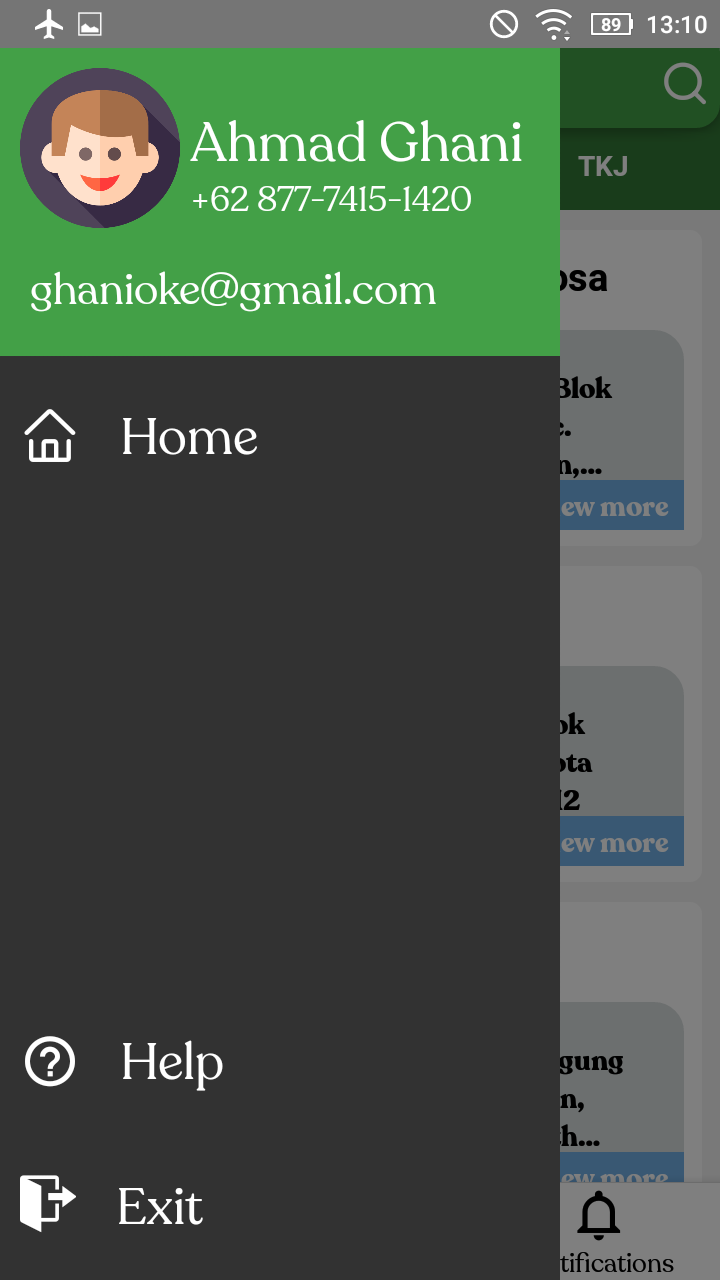 89 13:10
Ahmad Ghani
+62 877-7415-1420
ghanioke@gmail.com
Home
Help
Exit
TKJ
osa
Blok
n,...
ew more
ok
ota
12
ew more
gung
n,
h...
ew more
tifications